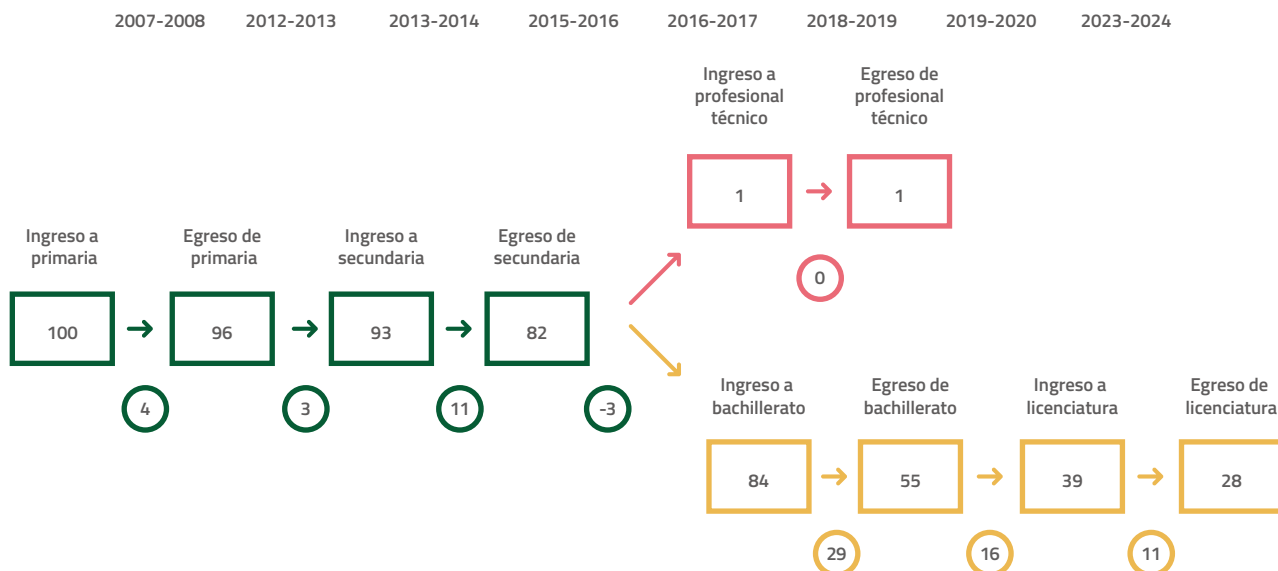 2007-2008 2012-2013 2013-2014 2015-2016 2016-2017 2018-2019 2019-2020 2023-2024
Ingreso a
profesional
técnico
Egreso de
profesional
técnico
1
1
0
Ingreso a
primaria
Egreso de
primaria
Ingreso a
secundaria
Egreso de
secundaria
100
96
93
82
4
3
11
-3
Ingreso a
bachillerato
Egreso de
bachillerato
Ingreso a
licenciatura
Egreso de
licenciatura
84
55
39
28
29
16
11